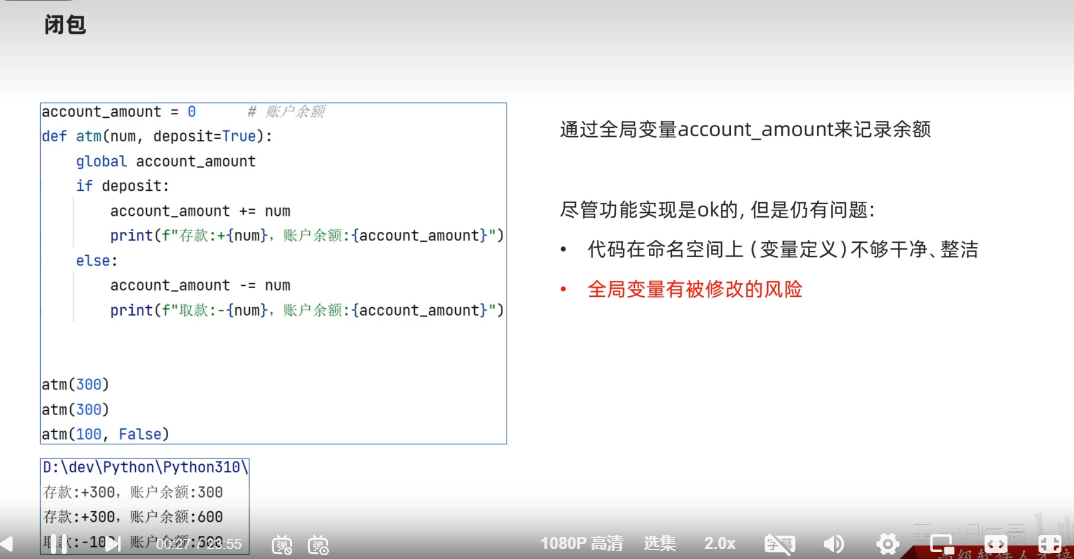 闭包
account_amount = 0 # 账户余额
def atm(num, deposit=True):
global account_amount
if deposit:
account_amount += num
print(f"存款:+{num}, 账户余额:{account_amount}")
else:
account_amount -= num
print(f"取款:-{num}, 账户余额:{account_amount}")
atm(300)
atm(300)
atm(100, False)
D:\dev\Python\Python310\
存款:+300, 账户余额:300
存款:+300, 账户余额:600
取款:-100, 账户余额:500
通过全局变量account_amount来记录余额
尽管功能实现是ok的, 但是仍有问题:
• 代码在命名空间上(变量定义)不够干净、整洁
• 全局变量有被修改的风险
00:27 / 23:55
1080P 高清 选集 2.0x